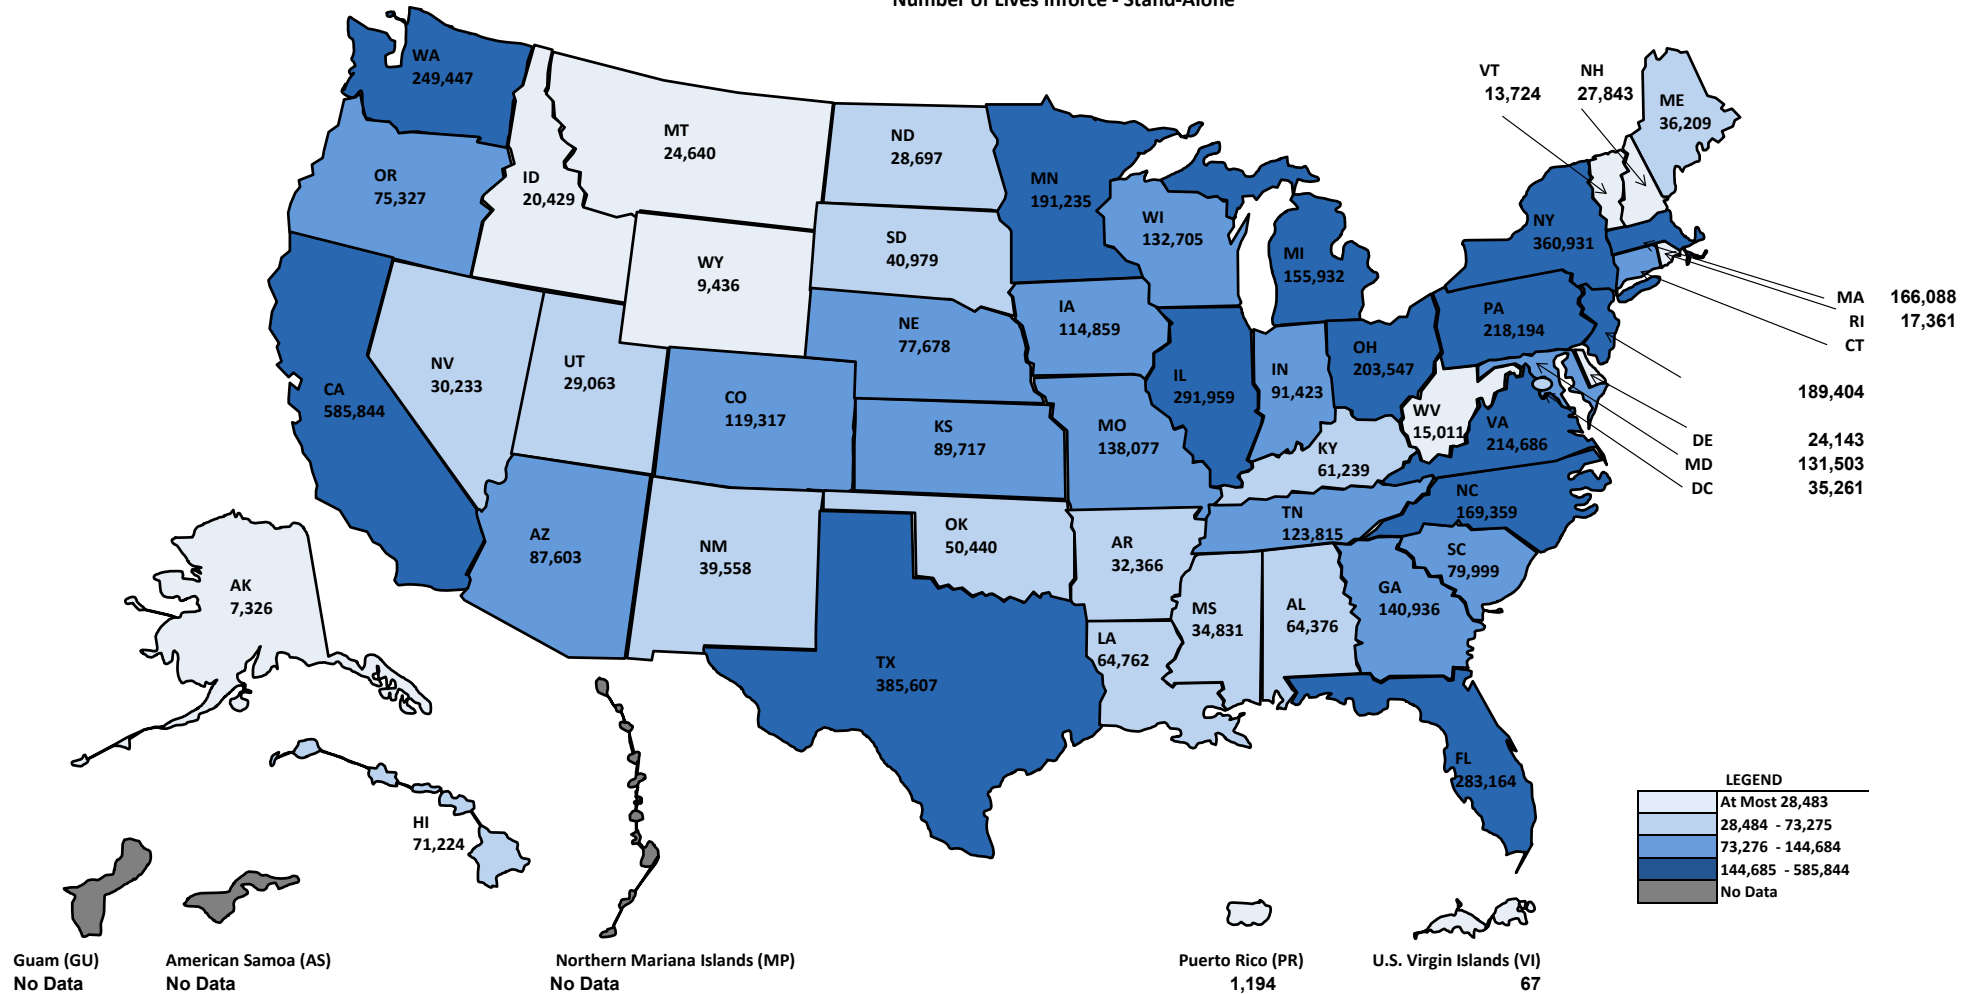 Number of Lives Inforce - Stand-Alone
WA
249,447
VT
13,724
NH
27,843
ME
36,209
MT
24,640
ND
28,697
OR
75,327
ID
20,429
MN
191,235
WI
132,705
NY
360,931
SD
40,979
WY
9,436
MI
155,932
MA 166,088
RI 17,361
CT
IA
114,859
PA
218,194
NE
77,678
NV
30,233
UT
29,063
OH
203,547
IL
291,959
IN
91,423
CA
585,844
CO
119,317
189,404
WV
15,011
VA
214,686
KS
89,717
MO
138,077
DE 24,143
MD 131,503
DC 35,261
KY
61,239
NC
169,359
TN
123,815
AZ
87,603
NM
39,558
OK
50,440
AR
32,366
SC
79,999
AK
7,326
GA
140,936
MS
34,831
AL
64,376
LA
64,762
TX
385,607
FL
283,164
HI
71,224
LEGEND
At Most 28,483
28,484 - 73,275
73,276 - 144,684
144,685 - 585,844
No Data
Guam (GU)
No Data
American Samoa (AS)
No Data
Northern Mariana Islands (MP)
No Data
Puerto Rico (PR)
1,194
U.S. Virgin Islands (VI)
67